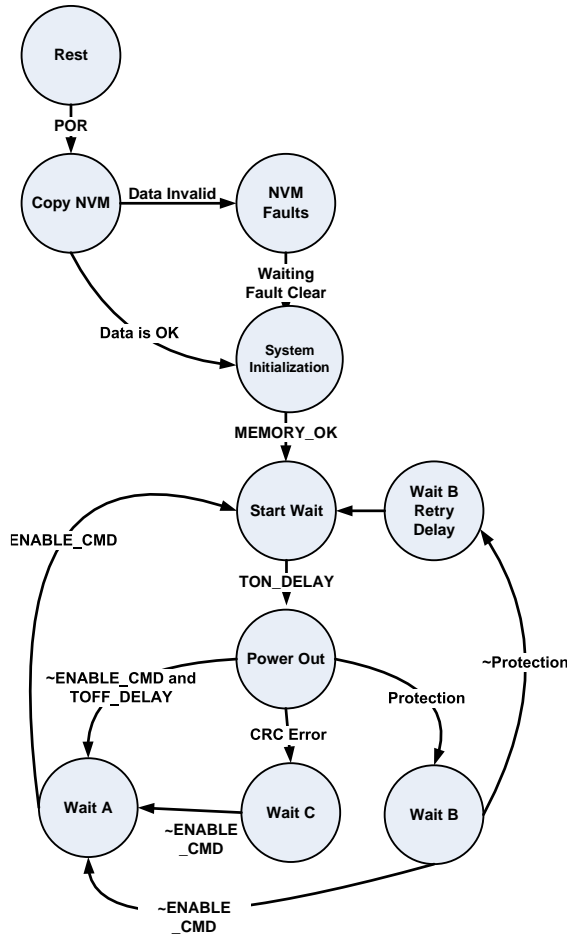 Rest
POR
Copy NVM
Data Invalid
NVM
Faults
Waiting
Fault Clear
Data is OK
System
Initialization
MEMORY_OK
Start Wait
Wait B
Retry
Delay
ENABLE_CMD
TON_DELAY
Power Out
~ENABLE_CMD and
TOFF_DELAY
Protection
~Protection
CRC Error
Wait A
Wait C
Wait B
~ENABLE
_CMD
~ENABLE
_CMD